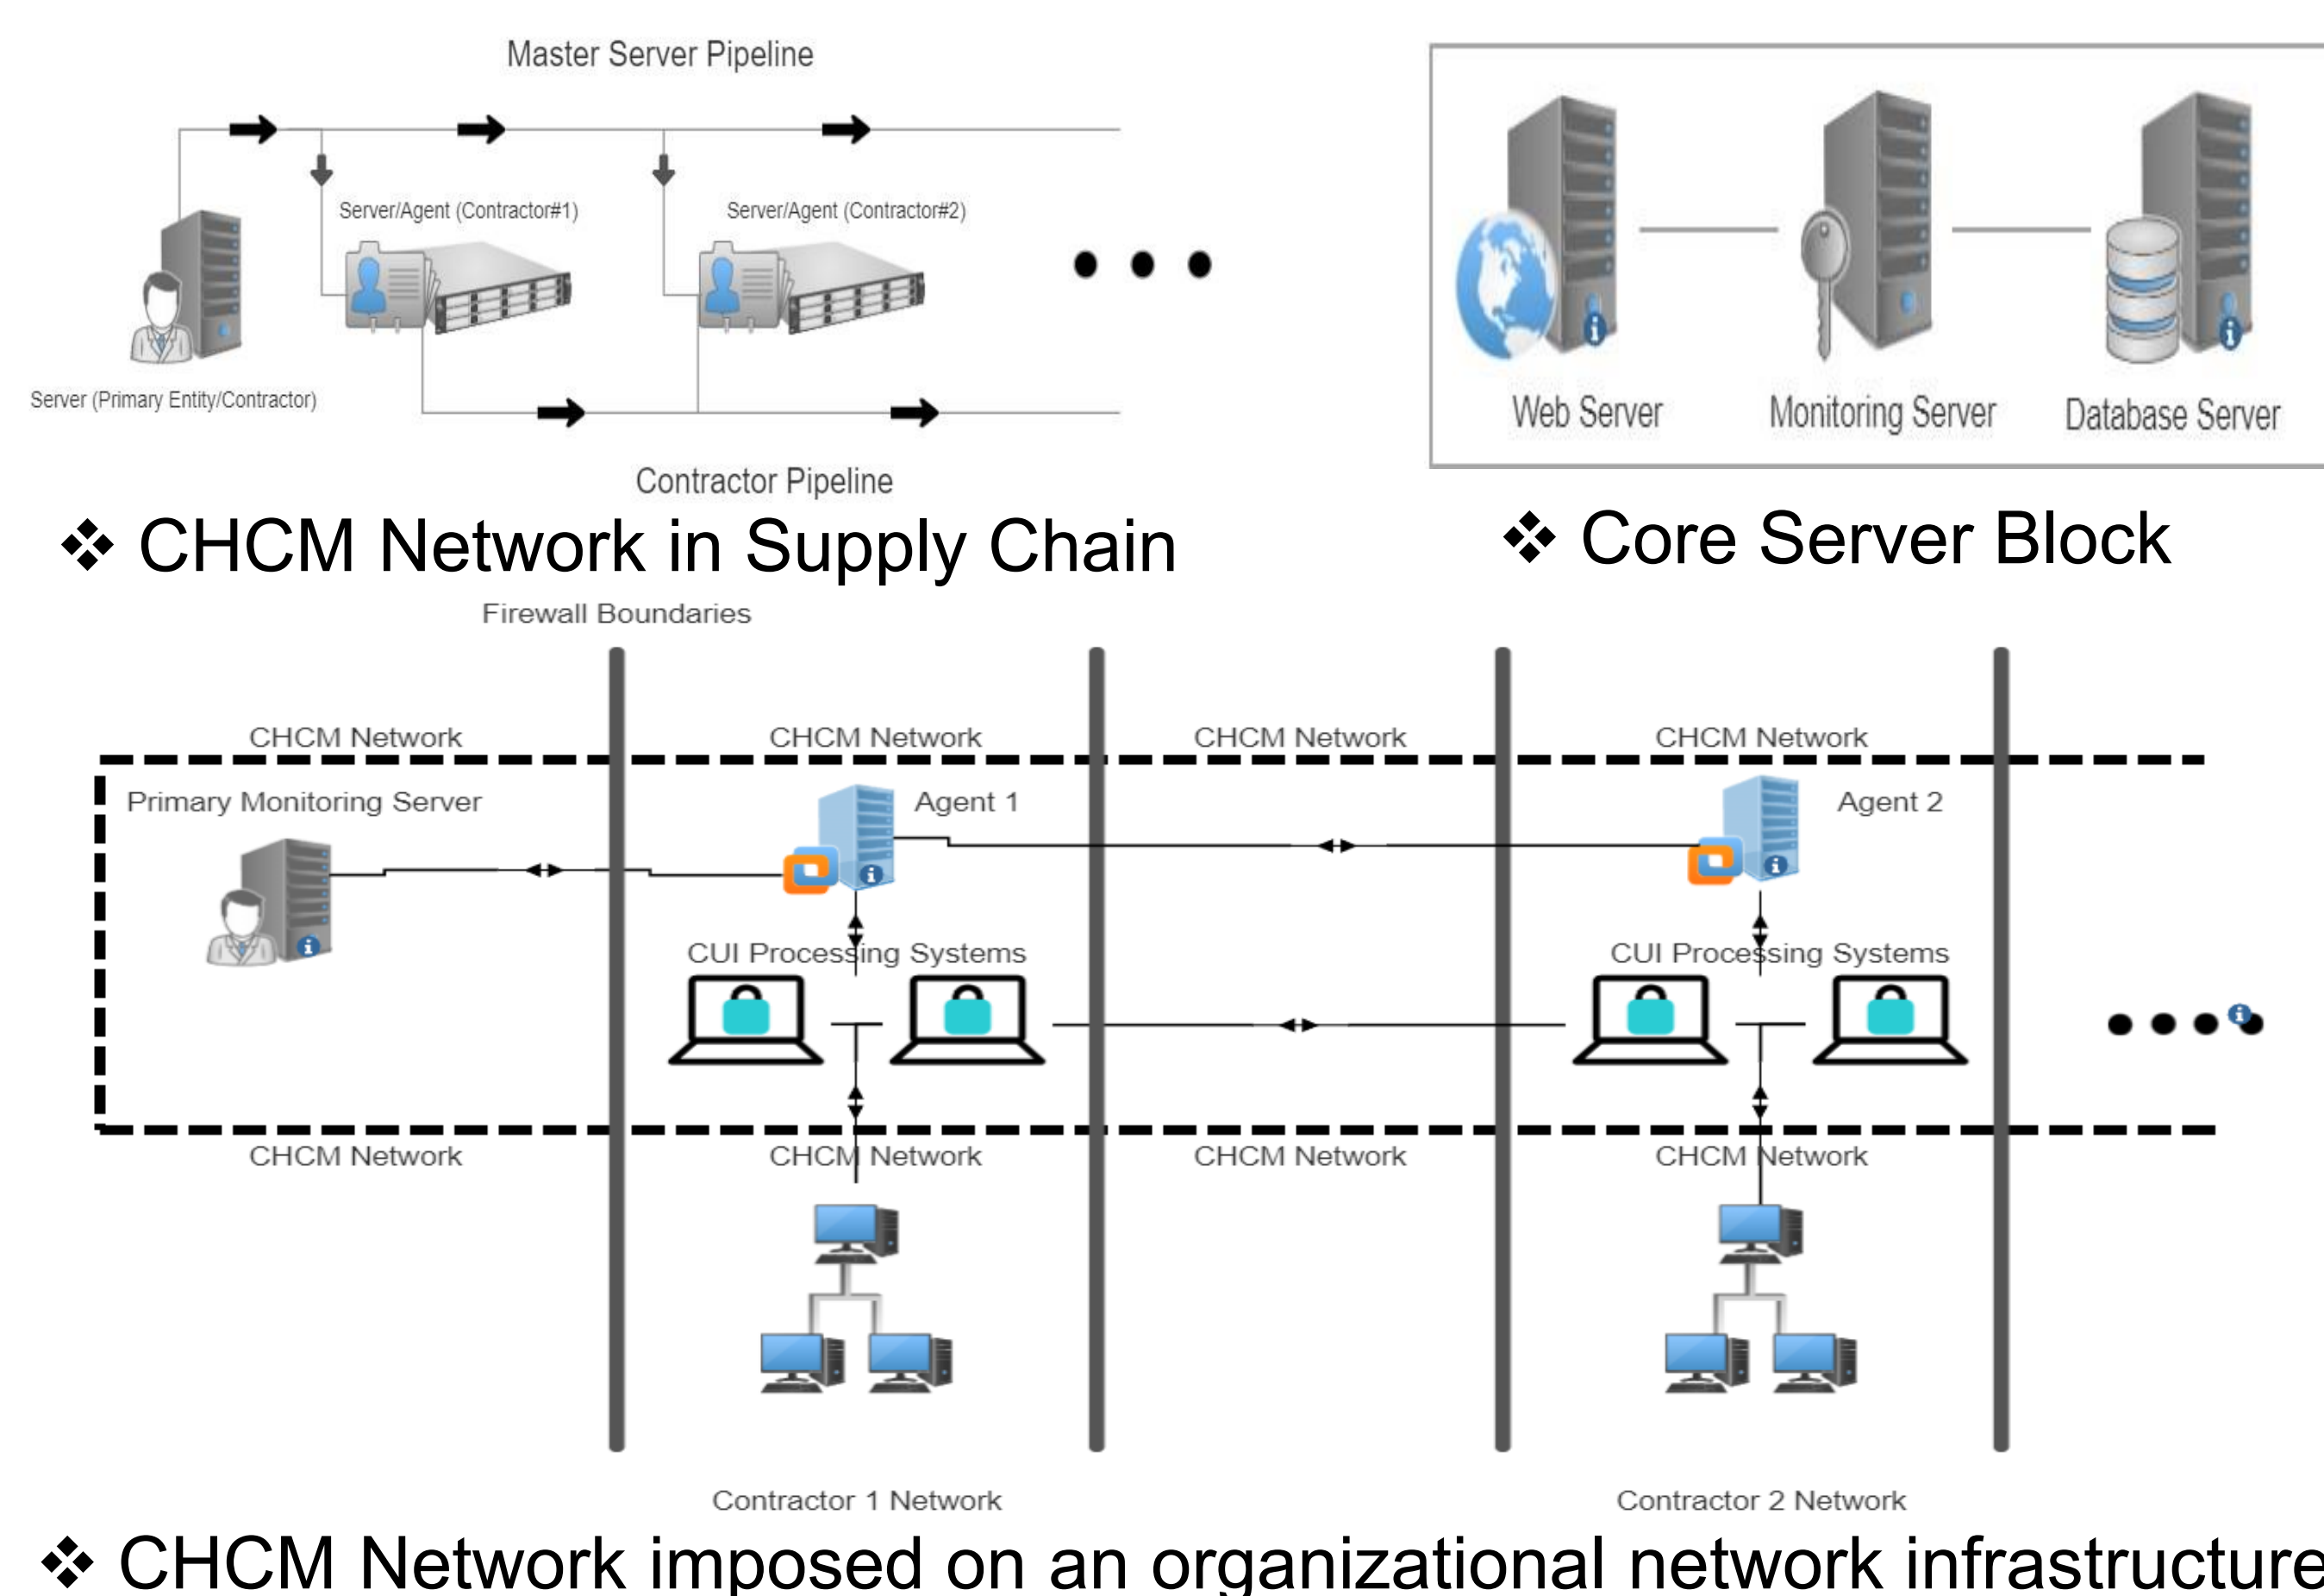 Master Server Pipeline
Server/Agent (Contractor#1)
Server/Agent (Contractor#2)
Server (Primary Entity/Contractor)
Contractor Pipeline
❖ CHCM Network in Supply Chain
Web Server
Monitoring Server
Database Server
❖ Core Server Block
Firewall Boundaries
CHCM Network
CHCM Network
CHCM Network
CHCM Network
Primary Monitoring Server
Agent 1
Agent 2
CUI Processing Systems
CUI Processing Systems
CHCM Network
CHCM Network
CHCM Network
CHCM Network
Contractor 1 Network
Contractor 2 Network
❖ CHCM Network imposed on an organizational network infrastructure